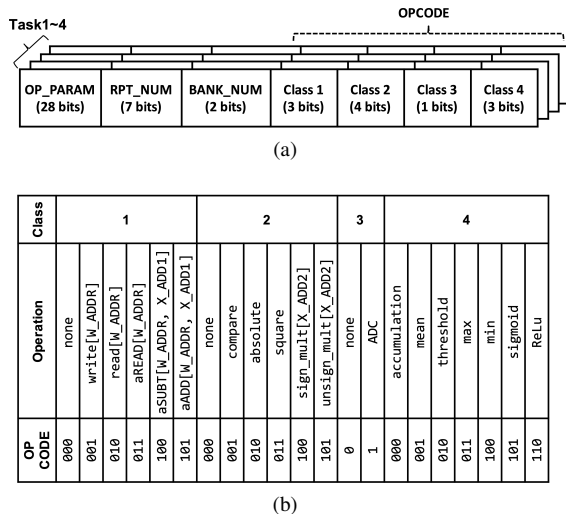 OPCODE
Task1~4
OP_PARAM RPT_NUM BANK_NUM Class 1 Class 2 Class 3 Class 4
(28 bits) (7 bits) (2 bits) (3 bits) (4 bits) (1 bits) (3 bits)
(a)
Class 1 2 3 4
Operation none write[W_ADDR] read[W_ADDR] aREAD[W_ADDR] aSUBT[W_ADDR, X_ADD1] aADD[W_ADDR, X_ADD1] none compare absolute square sign_mult[X_ADD2] unsign_mult[X_ADD2] none ADC accumulation mean threshold max min sigmoid ReLu
OP CODE 000 001 010 011 100 101 000 001 010 011 100 101 0 1 000 001 010 011 100 101 110
(b)